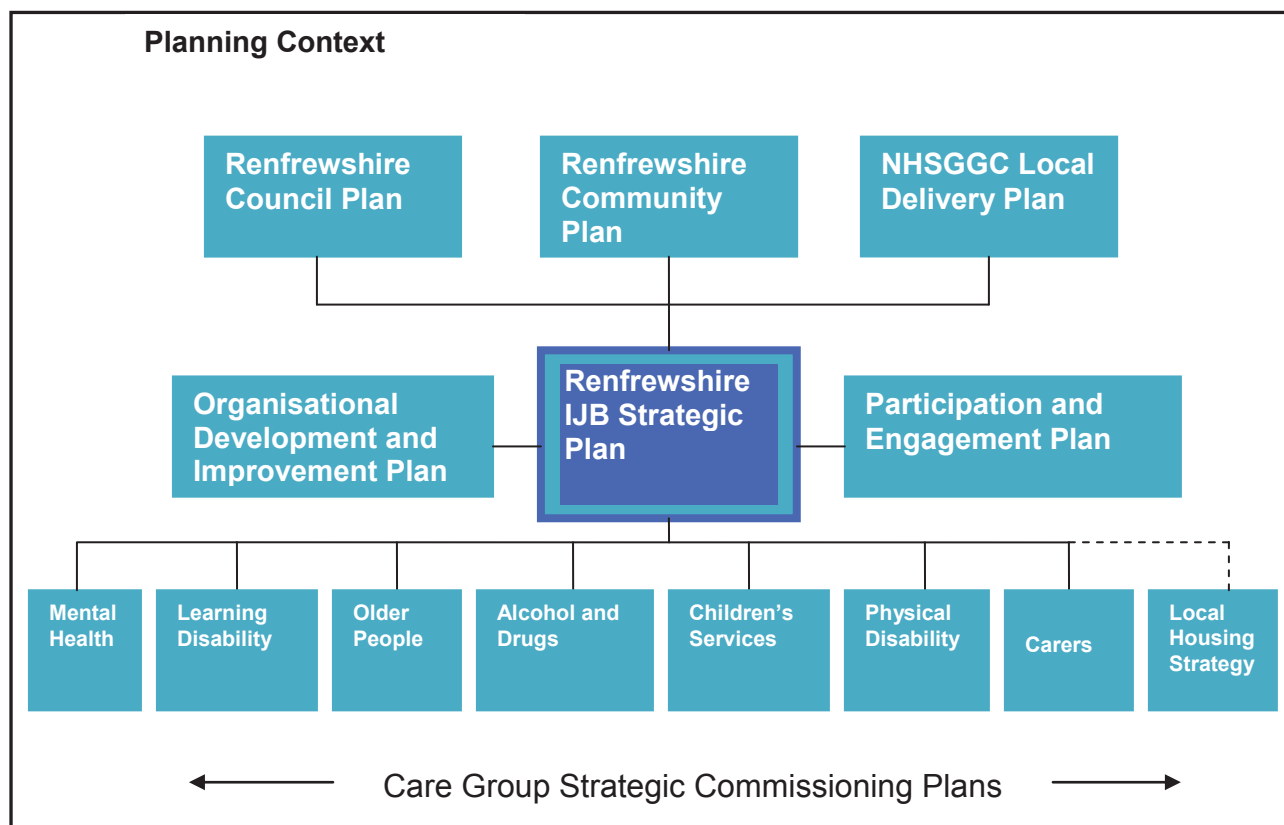 Planning Context
Renfrewshire
Council Plan
Renfrewshire
Community
Plan
NHSGGC Local
Delivery Plan
Organisational
Development and
Improvement Plan
Renfrewshire
IJB Strategic
Plan
Participation and
Engagement Plan
Mental
Health
Learning
Disability
Older
People
Alcohol and
Drugs
Children’s
Services
Physical
Disability
Carers
Local
Housing
Strategy
Care Group Strategic Commissioning Plans